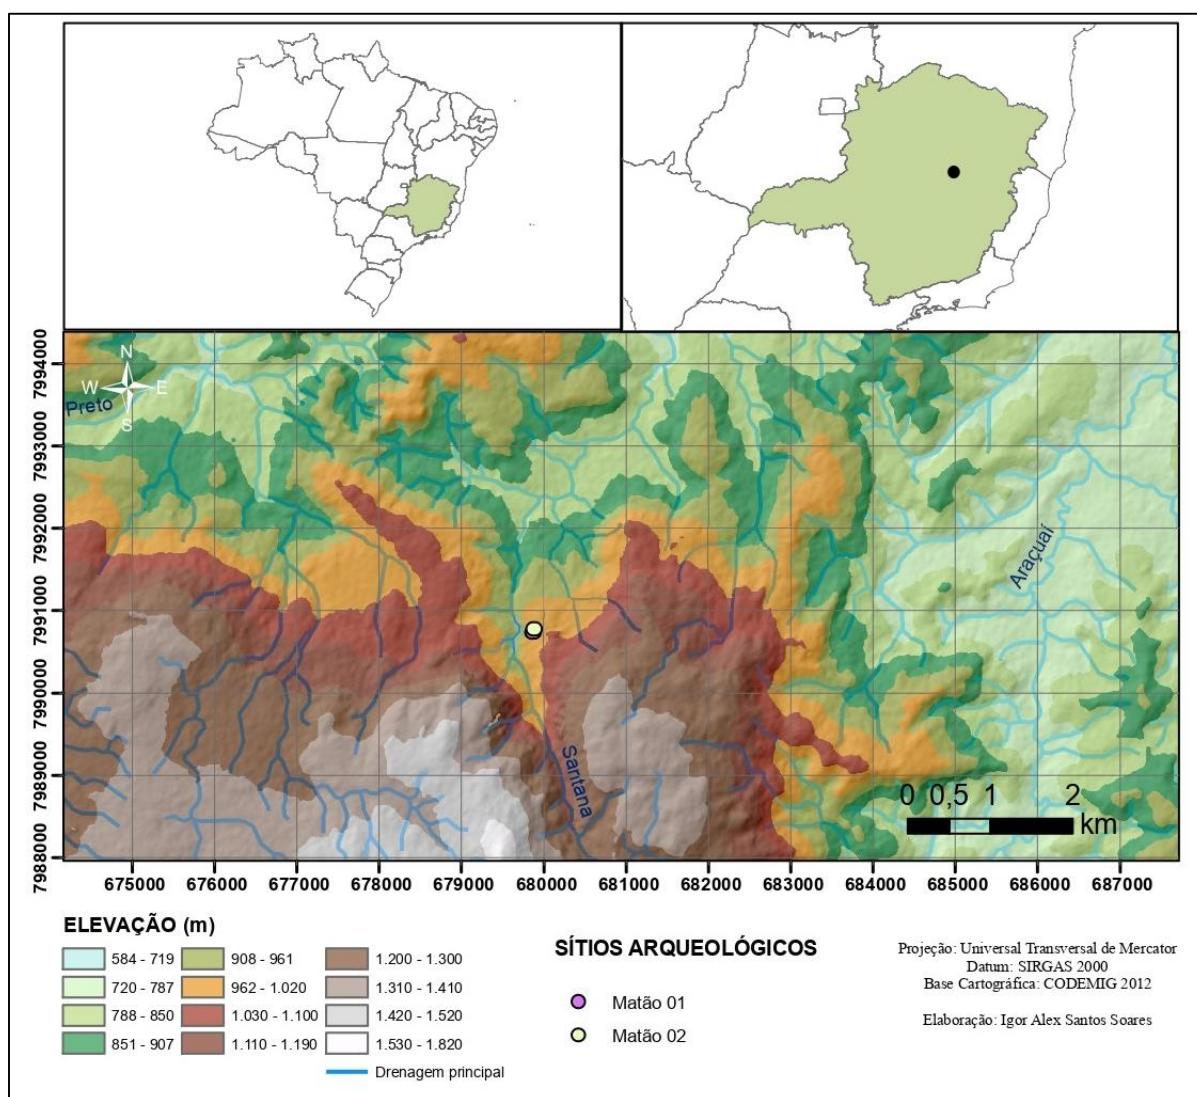 N
W E
S
Preto
Araçuaí
Santana
7994000
7993000
7992000
7991000
7990000
7989000
7988000
0 0,5 1 2
km
675000 676000 677000 678000 679000 680000 681000 682000 683000 684000 685000 686000 687000
ELEVAÇÃO (m)
584 - 719
720 - 787
788 - 850
851 - 907
908 - 961
962 - 1.020
1.030 - 1.100
1.110 - 1.190
1.200 - 1.300
1.310 - 1.410
1.420 - 1.520
1.530 - 1.820
Drenagem principal
SÍTIOS ARQUEOLÓGICOS
Matão 01
Matão 02
Projeção: Universal Transversal de Mercator
Datum: SIRGAS 2000
Base Cartográfica: CODEMIG 2012
Elaboração: Igor Alex Santos Soares